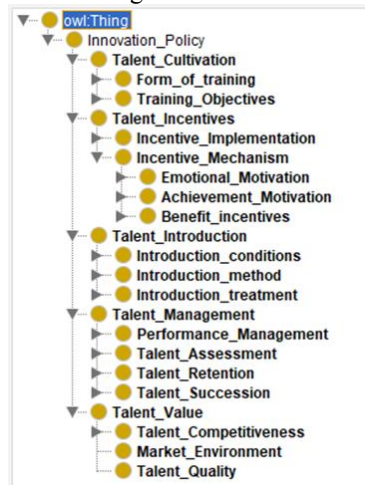 owl:Thing
Innovation_Policy
Talent_Cultivation
Form_of_training
Training_Objectives
Talent_Incentives
Incentive_Implementation
Incentive_Mechanism
Emotional_Motivation
Achievement_Motivation
Benefit_incentives
Talent_Introduction
Introduction_conditions
Introduction_method
Introduction_treatment
Talent_Management
Performance_Management
Talent_Assessment
Talent_Retention
Talent_Succession
Talent_Value
Talent_Competitiveness
Market_Environment
Talent_Quality